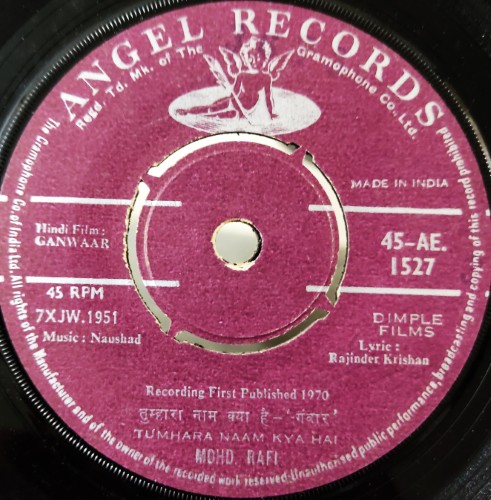 ANGEL RECORDS
Regd. Td. Mk. of The Gramophone Co. Ltd.
MADE IN INDIA
Hindi Film :
GANWAAR
45-AE.
1527
45 RPM
7XJW.1951
Music : Naushad
DIMPLE
FILMS
Lyric :
Rajinder Krishan
Recording First Published 1970
तुम्हारा नाम क्या है - 'गंवार'
TUMHARA NAAM KYA HAI
MOHD. RAFI
The Gramophone Co. of India Ltd. All rights of the Manufacturer and of the owner of the recorded work reserved-Unauthorised public performance, broadcasting and copying of this record prohibited